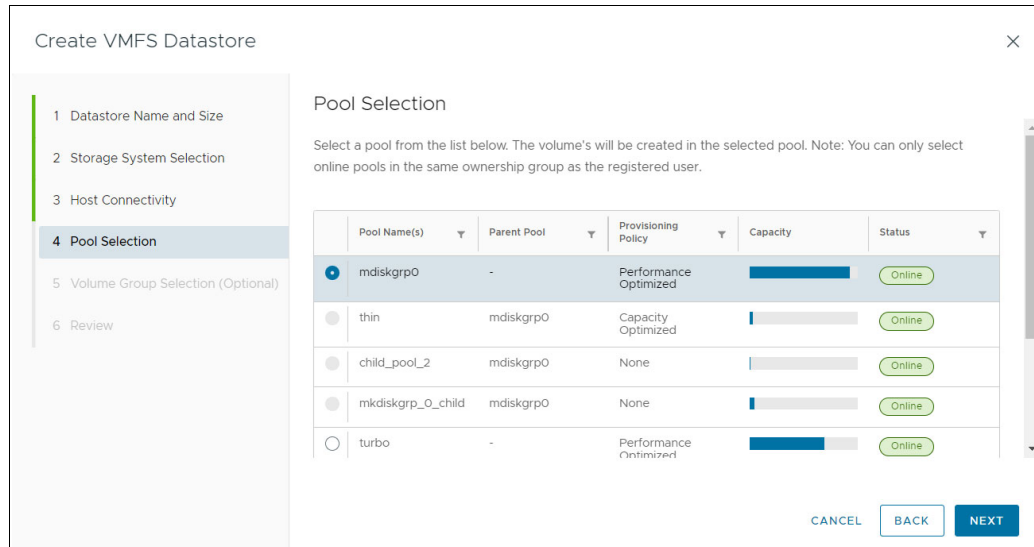 Create VMFS Datastore
1 Datastore Name and Size
2 Storage System Selection
3 Host Connectivity
4 Pool Selection
5 Volume Group Selection (Optional)
6 Review
Pool Selection
Select a pool from the list below. The volume's will be created in the selected pool. Note: You can only select
online pools in the same ownership group as the registered user.
Pool Name(s) Parent Pool Provisioning Policy Capacity Status
mdiskgrp0 - Performance Optimized Online
thin mdiskgrp0 Capacity Optimized Online
child_pool_2 mdiskgrp0 None Online
mkdiskgrp_0_child mdiskgrp0 None Online
turbo - Performance Optimized Online
CANCEL BACK NEXT